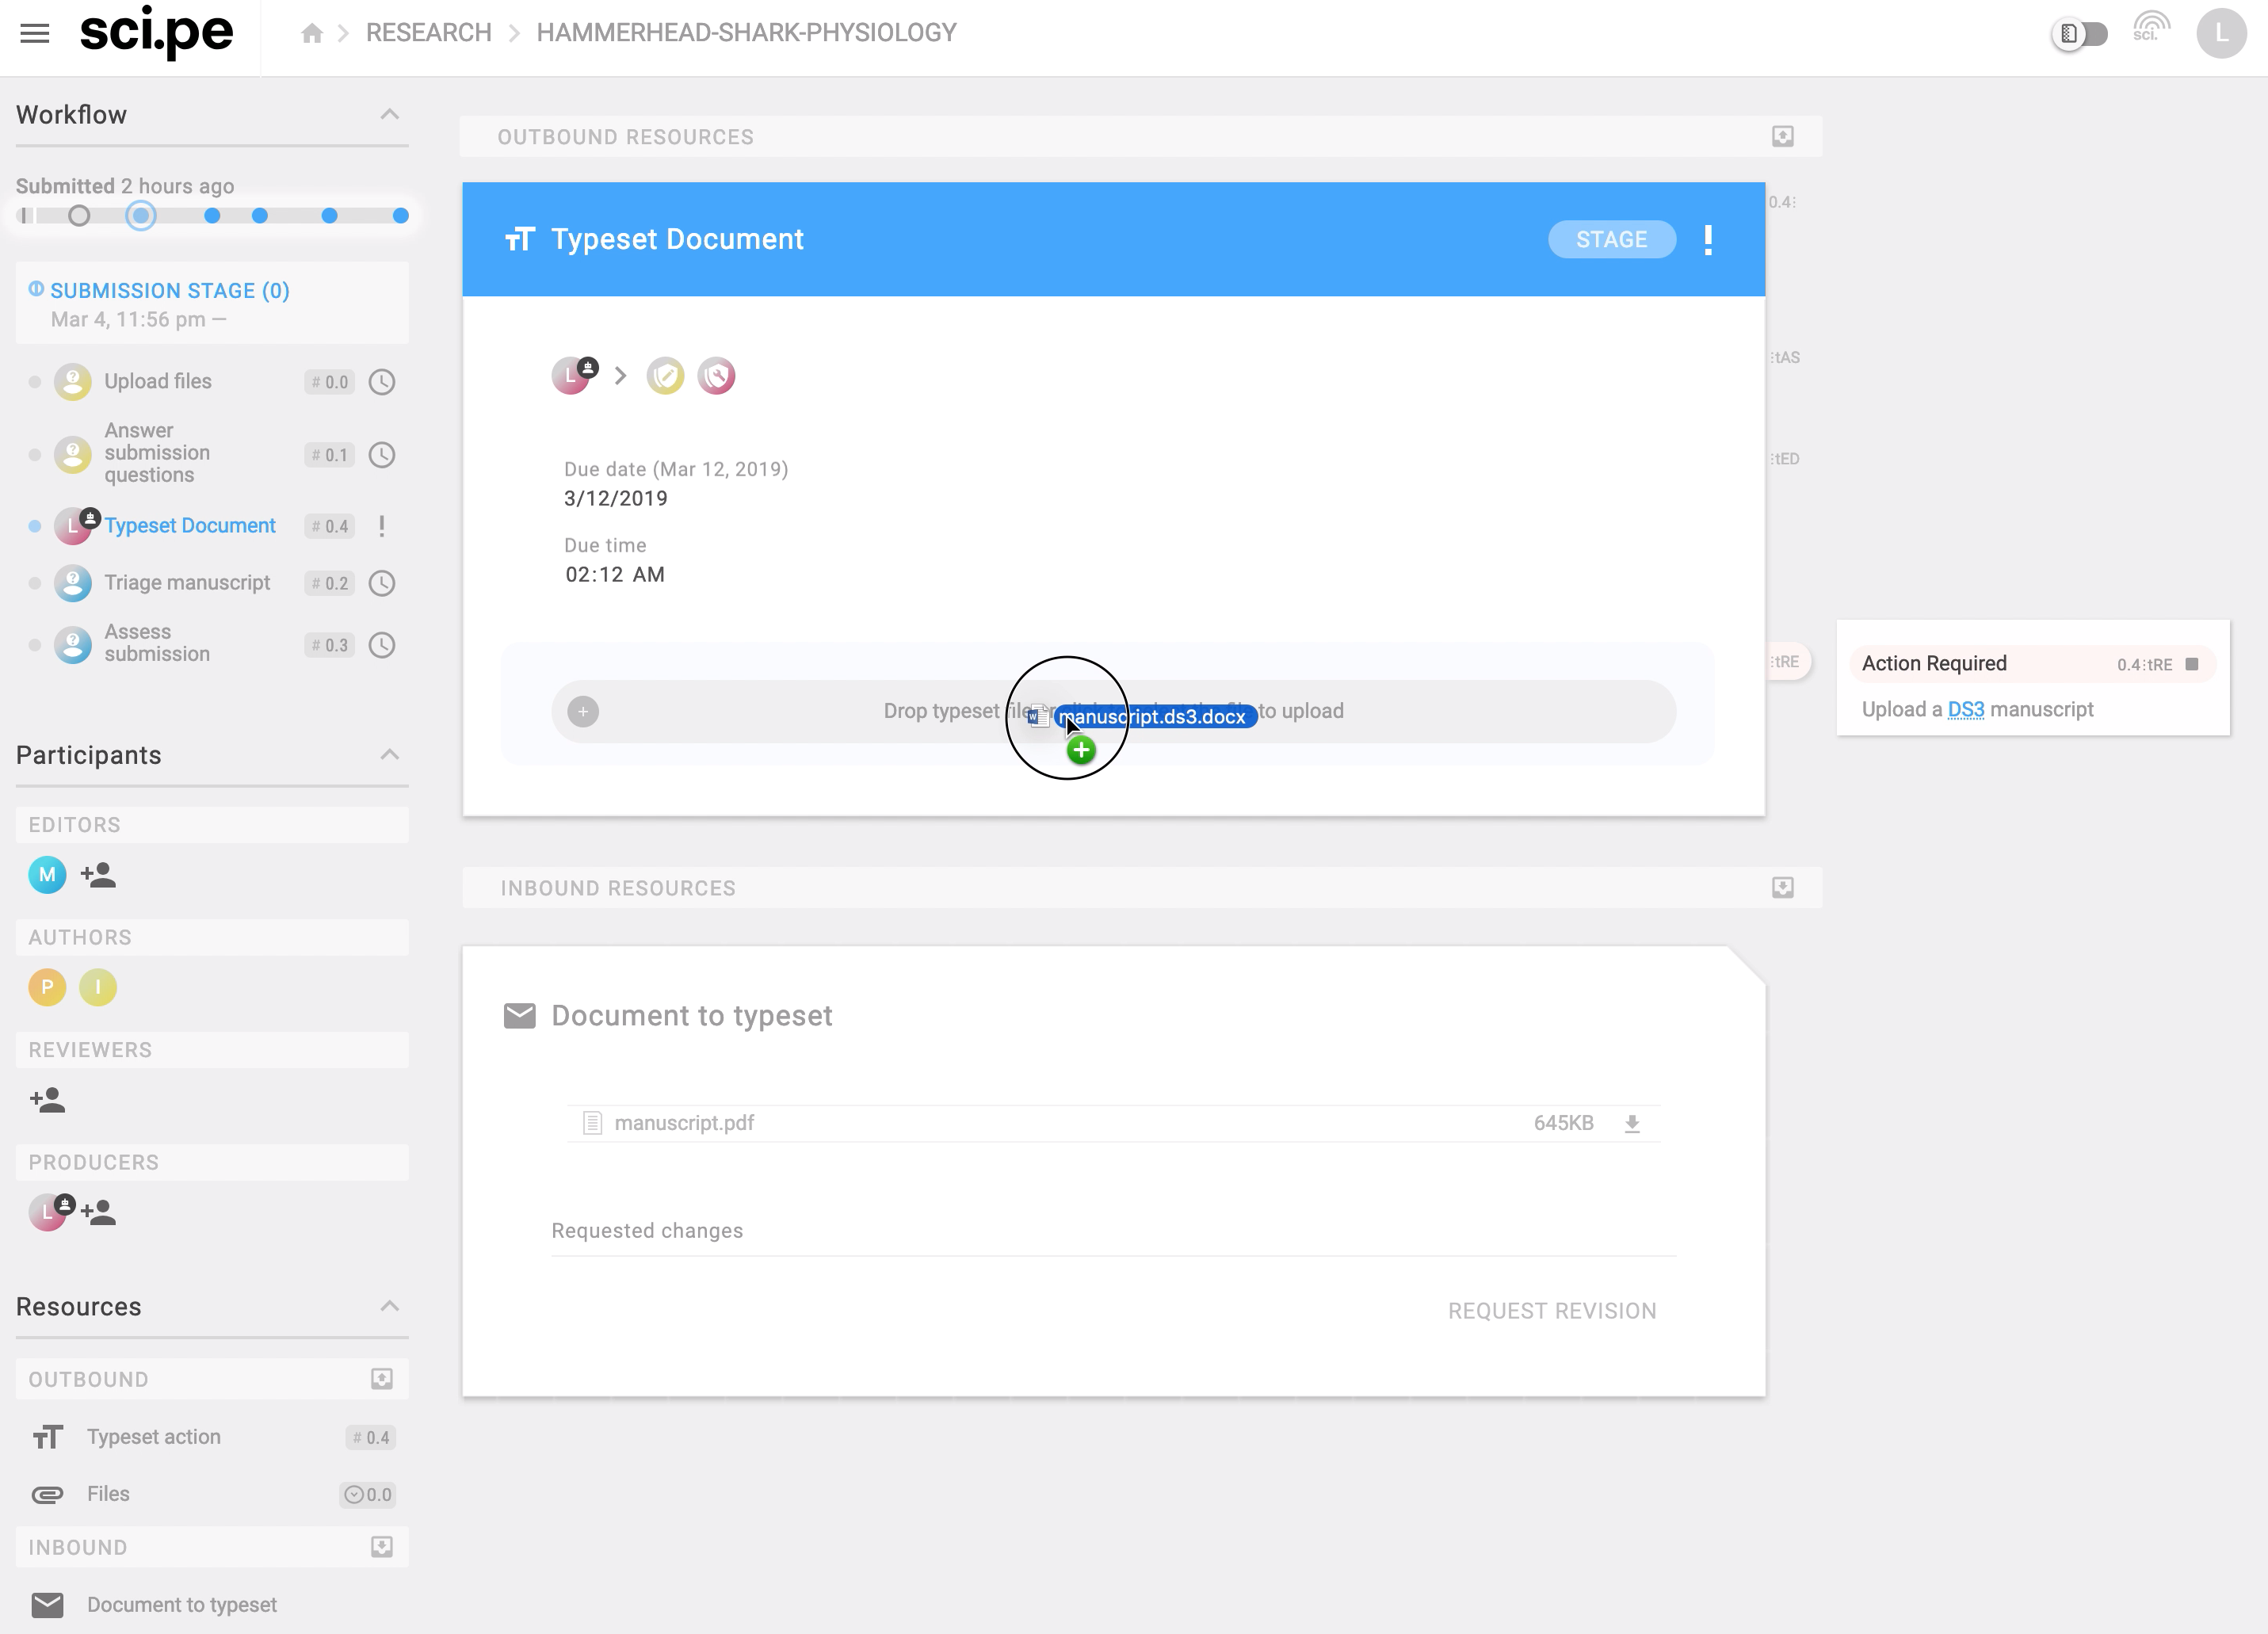 sci.pe
RESEARCH
HAMMERHEAD-SHARK-PHYSIOLOGY
sci.
L
Workflow
Submitted 2 hours ago
SUBMISSION STAGE (0)
Mar 4, 11:56 pm —
Upload files
# 0.0
Answer
submission
questions
# 0.1
L
Typeset Document
# 0.4
!
Triage manuscript
# 0.2
Assess
submission
# 0.3
Participants
EDITORS
M
AUTHORS
P
I
REVIEWERS
PRODUCERS
L
Resources
OUTBOUND
Typeset action
# 0.4
Files
0.0
INBOUND
Document to typeset
OUTBOUND RESOURCES
Typeset Document
STAGE
!
0.4⁝
L
⁝tAS
Due date (Mar 12, 2019)
3/12/2019
⁝tED
Due time
02:12 AM
⁝tRE
Drop typeset file
manuscript.ds3.docx
to upload
Action Required
0.4⁝tRE
Upload a DS3 manuscript
INBOUND RESOURCES
Document to typeset
manuscript.pdf
645KB
Requested changes
REQUEST REVISION